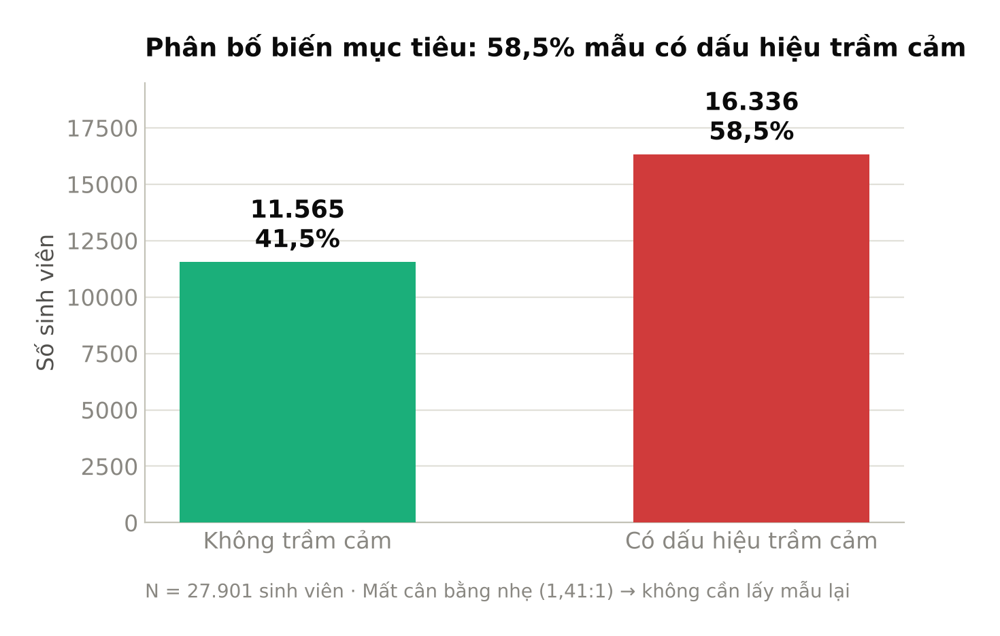 Phân bố biến mục tiêu: 58,5% mẫu có dấu hiệu trầm cảm
Số sinh viên
17500
15000
12500
10000
7500
5000
2500
0
11.565
41,5%
16.336
58,5%
Không trầm cảm
Có dấu hiệu trầm cảm
N = 27.901 sinh viên · Mất cân bằng nhẹ (1,41:1) → không cần lấy mẫu lại